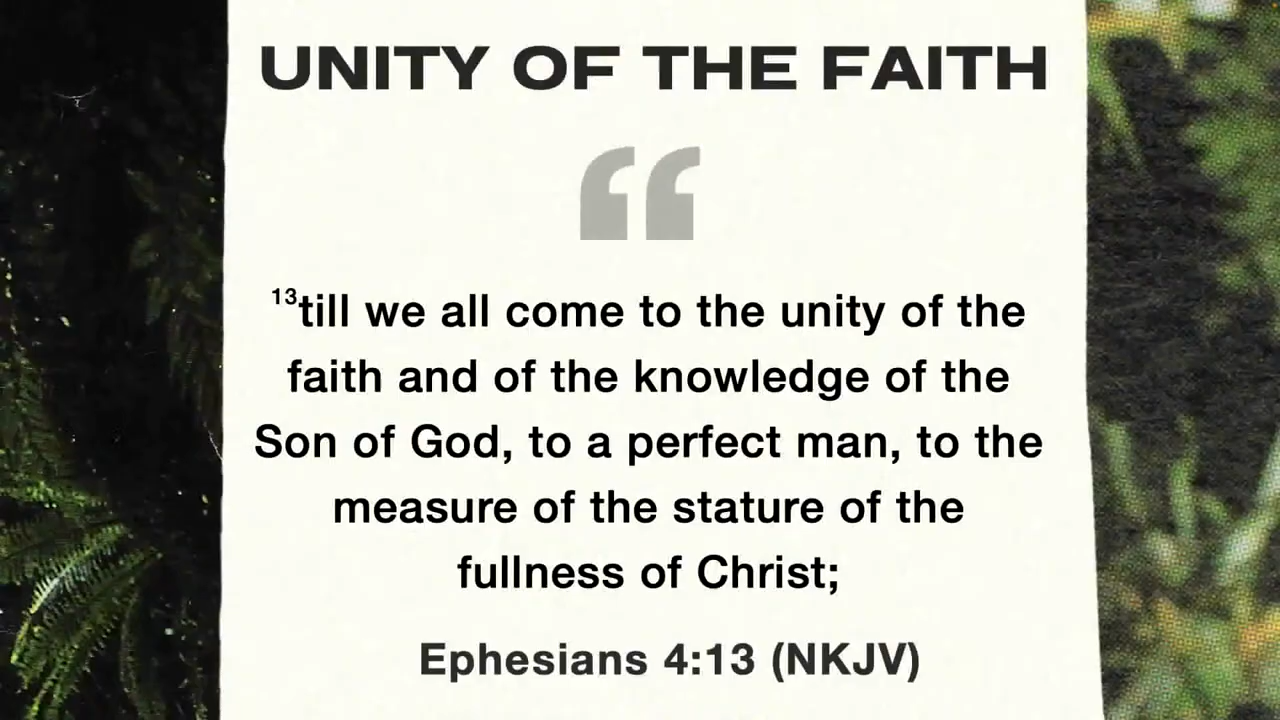 UNITY OF THE FAITH
“
¹³till we all come to the unity of the
faith and of the knowledge of the
Son of God, to a perfect man, to the
measure of the stature of the
fullness of Christ;
Ephesians 4:13 (NKJV)